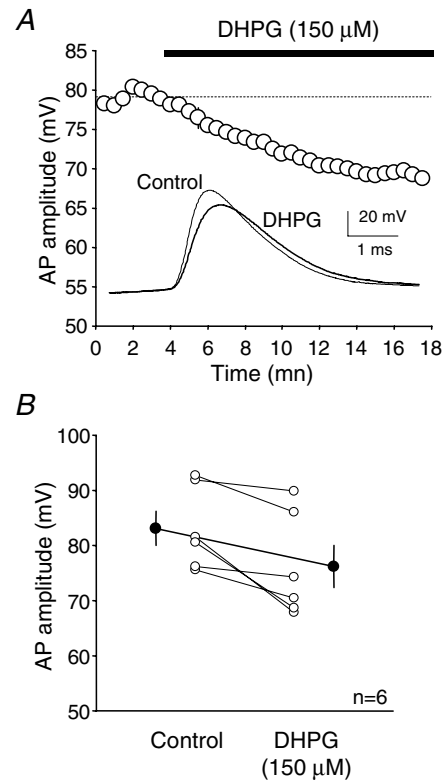 A
DHPG (150 µM)
AP amplitude (mV)
85
80
75
70
65
60
55
50
Control
DHPG
20 mV
1 ms
0 2 4 6 8 10 12 14 16 18
Time (mn)
B
AP amplitude (mV)
100
90
80
70
60
50
n=6
Control
DHPG
(150 µM)